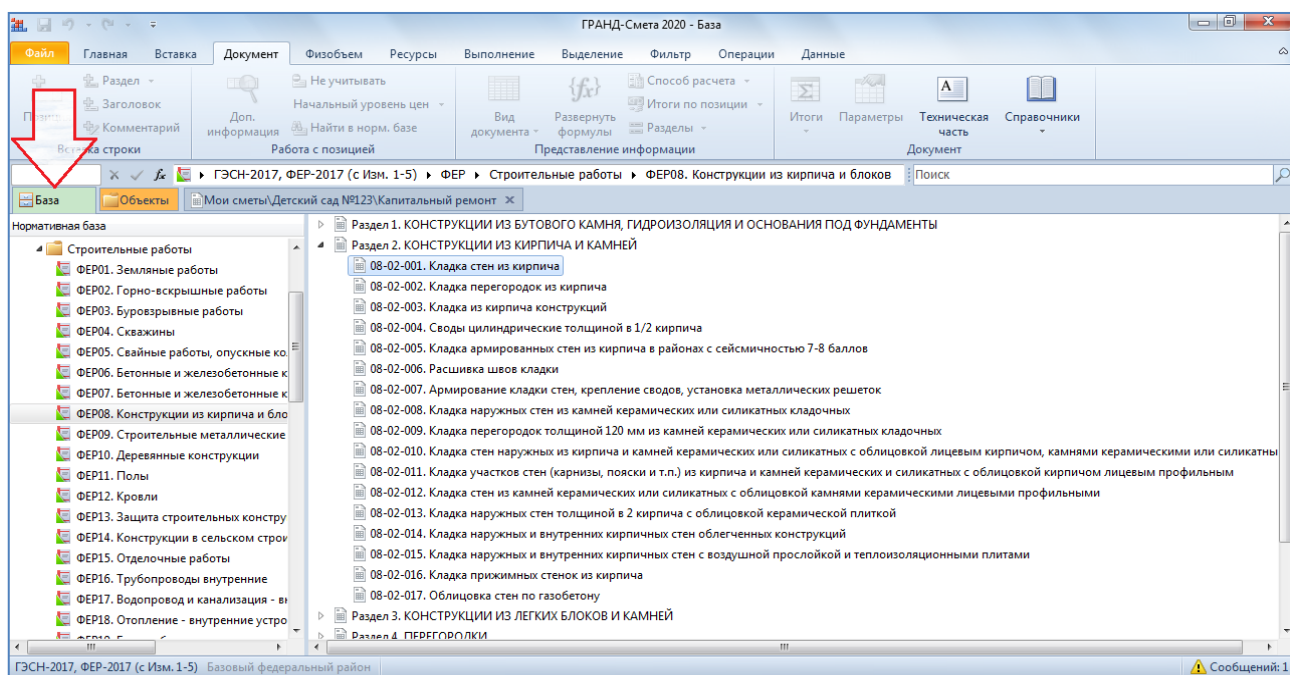 ГРАНД-Смета 2020 - База
Файл Главная Вставка Документ Физобъем Ресурсы Выполнение Выделение Фильтр Операции Данные
Раздел
Заголовок
Комментарий
Вставка строки
Доп. информация
Не учитывать
Начальный уровень цен
Найти в норм. базе
Работа с позицией
Вид документа
Развернуть формулы
Способ расчета
Итоги по позиции
Разделы
Представление информации
Итоги
Параметры
Техническая часть
Справочники
Документ
fx ГЭСН-2017, ФЕР-2017 (с Изм. 1-5) ФЕР Строительные работы ФЕР08. Конструкции из кирпича и блоков Поиск
База Объекты Мои сметы\Детский сад №123\Капитальный ремонт
Нормативная база
Строительные работы
ФЕР01. Земляные работы
ФЕР02. Горно-вскрышные работы
ФЕР03. Буровзрывные работы
ФЕР04. Скважины
ФЕР05. Свайные работы, опускные ко
ФЕР06. Бетонные и железобетонные к
ФЕР07. Бетонные и железобетонные к
ФЕР08. Конструкции из кирпича и бло
ФЕР09. Строительные металлические
ФЕР10. Деревянные конструкции
ФЕР11. Полы
ФЕР12. Кровли
ФЕР13. Защита строительных констру
ФЕР14. Конструкции в сельском строи
ФЕР15. Отделочные работы
ФЕР16. Трубопроводы внутренние
ФЕР17. Водопровод и канализация - вн
ФЕР18. Отопление - внутренние устро
Раздел 1. КОНСТРУКЦИИ ИЗ БУТОВОГО КАМНЯ, ГИДРОИЗОЛЯЦИЯ И ОСНОВАНИЯ ПОД ФУНДАМЕНТЫ
Раздел 2. КОНСТРУКЦИИ ИЗ КИРПИЧА И КАМНЕЙ
08-02-001. Кладка стен из кирпича
08-02-002. Кладка перегородок из кирпича
08-02-003. Кладка из кирпича конструкций
08-02-004. Своды цилиндрические толщиной в 1/2 кирпича
08-02-005. Кладка армированных стен из кирпича в районах с сейсмичностью 7-8 баллов
08-02-006. Расшивка швов кладки
08-02-007. Армирование кладки стен, крепление сводов, установка металлических решеток
08-02-008. Кладка наружных стен из камней керамических или силикатных кладочных
08-02-009. Кладка перегородок толщиной 120 мм из камней керамических или силикатных кладочных
08-02-010. Кладка стен наружных из кирпича и камней керамических или силикатных с облицовкой лицевым кирпичом, камнями керамическими или силикатны
08-02-011. Кладка участков стен (карнизы, пояски и т.п.) из кирпича и камней керамических и силикатных с облицовкой кирпичом лицевым профильным
08-02-012. Кладка стен из камней керамических или силикатных с облицовкой камнями керамическими лицевыми профильными
08-02-013. Кладка наружных стен толщиной в 2 кирпича с облицовкой керамической плиткой
08-02-014. Кладка наружных и внутренних кирпичных стен облегченных конструкций
08-02-015. Кладка наружных и внутренних кирпичных стен с воздушной прослойкой и теплоизоляционными плитами
08-02-016. Кладка прижимных стенок из кирпича
08-02-017. Облицовка стен по газобетону
Раздел 3. КОНСТРУКЦИИ ИЗ ЛЕГКИХ БЛОКОВ И КАМНЕЙ
Раздел 4. ПЕРЕГОРОДКИ
ГЭСН-2017, ФЕР-2017 (с Изм. 1-5) Базовый федеральный район Сообщений: 1